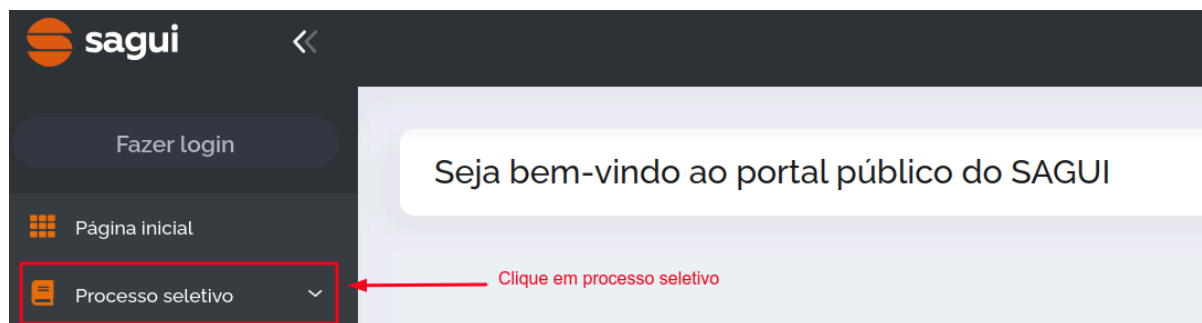 sagui
Fazer login
Seja bem-vindo ao portal público do SAGUI
Página inicial
Processo seletivo
Clique em processo seletivo